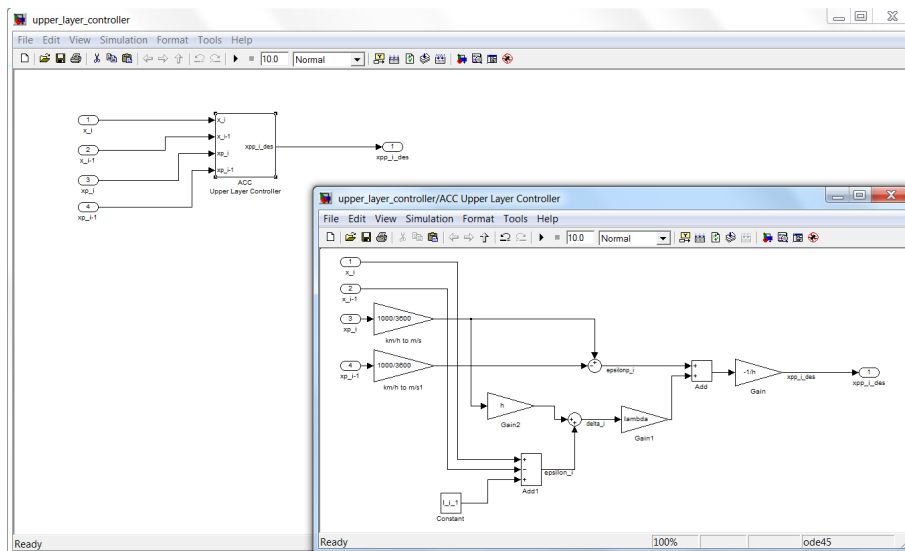 upper_layer_controller
File Edit View Simulation Format Tools Help
10.0 Normal
1
x_i
2
x_i-1
3
xp_i
4
xp_i-1
x_i
x_i-1
xp_i
xp_i-1
xpp_i_des
ACC
Upper Layer Controller
1
xpp_i_des
Ready
upper_layer_controller/ACC Upper Layer Controller
File Edit View Simulation Format Tools Help
10.0 Normal
1
x_i
2
x_i-1
3
xp_i
1000/3600
km/h to m/s
4
xp_i-1
1000/3600
km/h to m/s1
epsilonp_i
Add
-1/h
Gain
xpp_i_des
1
xpp_i_des
h
Gain2
delta_i
lambda
Gain1
epsilon_i
Add1
l_i_1
Constant
Ready 100% ode45